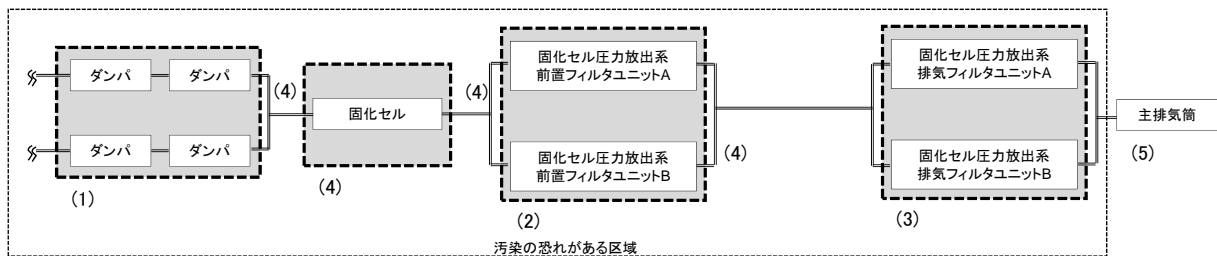 ダンパ
ダンパ
(4)
固化セル
(4)
固化セル圧力放出系
前置フィルタユニットA
固化セル圧力放出系
排気フィルタユニットA
主排気筒
(5)
ダンパ
ダンパ
(1)
(4)
固化セル圧力放出系
前置フィルタユニットB
(4)
(2)
固化セル圧力放出系
排気フィルタユニットB
(3)
汚染の恐れがある区域